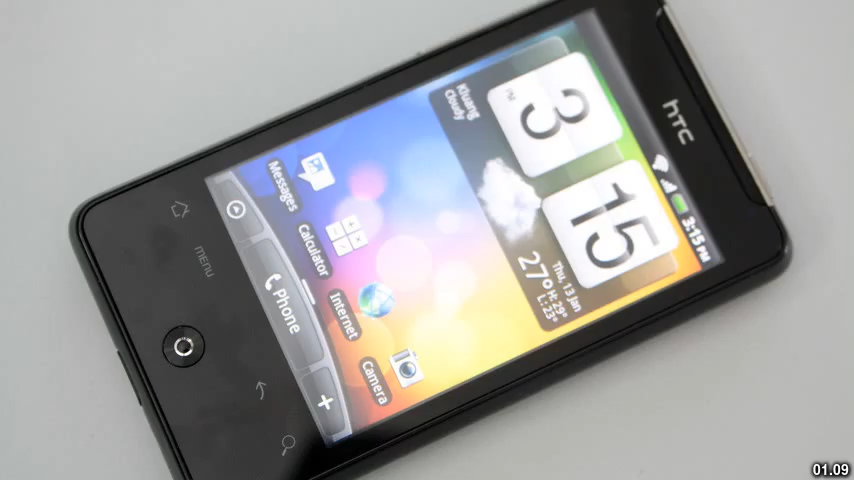 hTC
3:15 PM
3
15
PM
Kluang
Cloudy
Thu, 13 Jan
27°
H: 29°
L: 23°
Messages
Calculator
Internet
Camera
Phone
menu
01.09